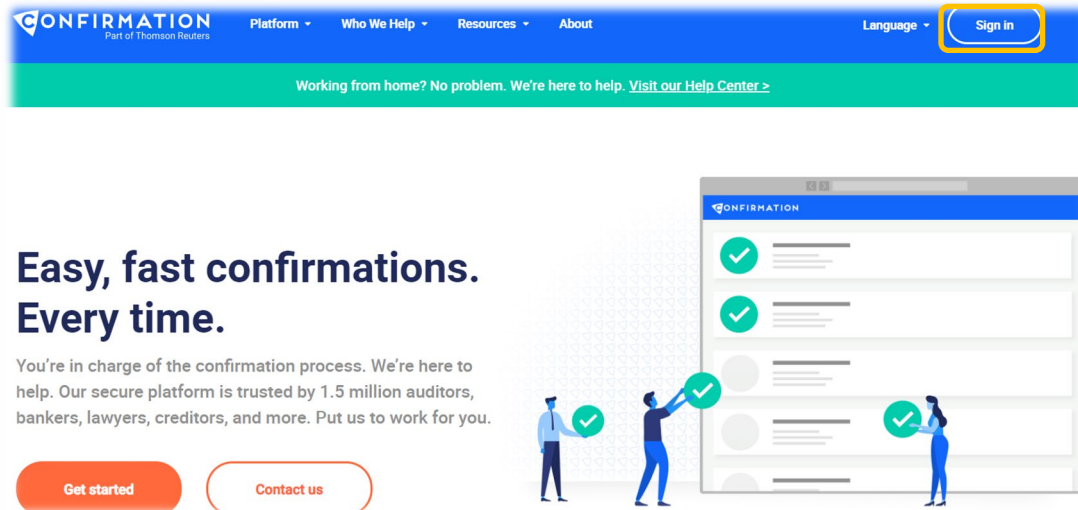 CONFIRMATION
Part of Thomson Reuters
Platform
Who We Help
Resources
About
Language
Sign in
Working from home? No problem. We're here to help. Visit our Help Center >
Easy, fast confirmations.
Every time.
You're in charge of the confirmation process. We're here to
help. Our secure platform is trusted by 1.5 million auditors,
bankers, lawyers, creditors, and more. Put us to work for you.
Get started
Contact us
CONFIRMATION